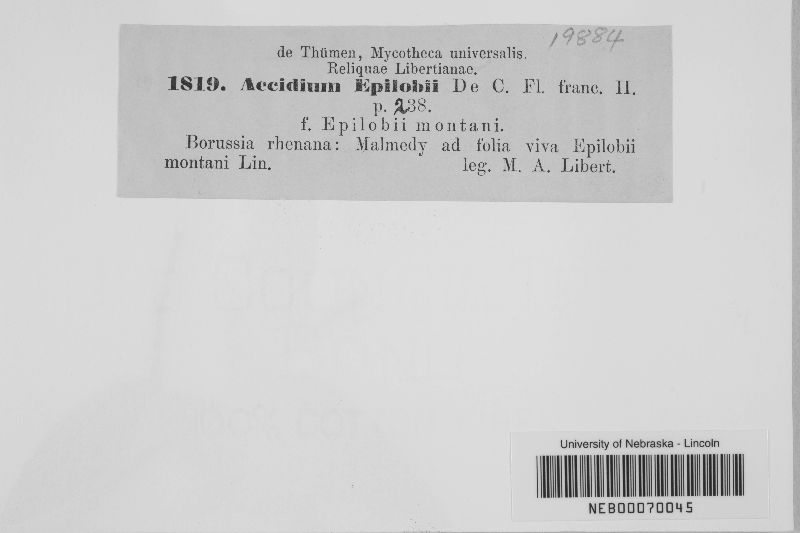 19884
de Thümen, Mycotheca universalis.
Reliquae Libertianae.
1819. Aecidium Epilobii De C. Fl. franc. II.
p. 238.
f. Epilobii montani.
Borussia rhenana: Malmedy ad folia viva Epilobii
montani Lin. leg. M. A. Libert.
University of Nebraska - Lincoln
NEB00070045